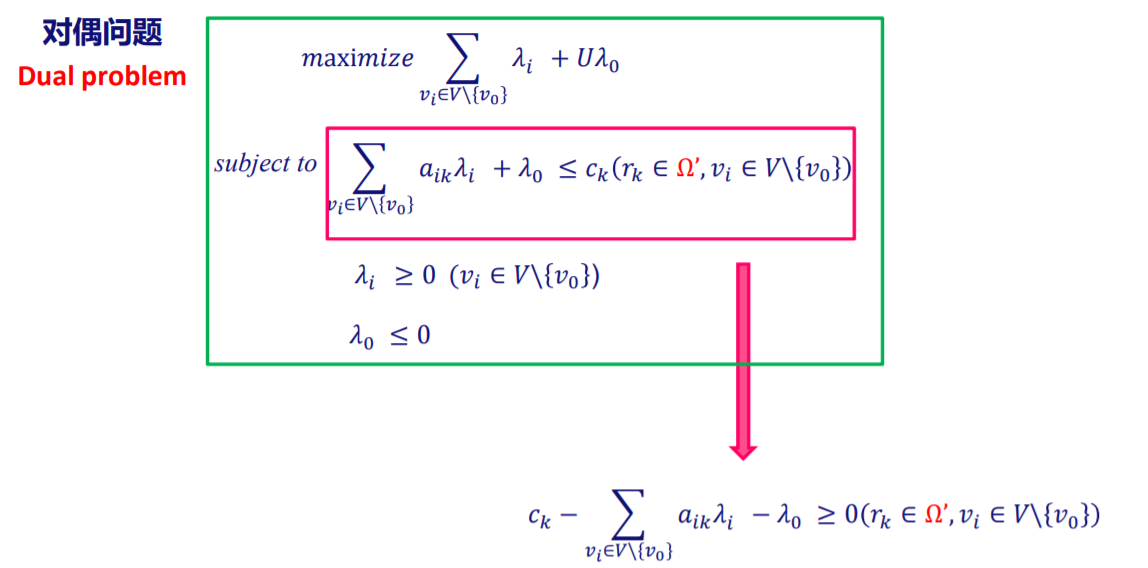 对偶问题
Dual problem
maximize ∑_{v_i∈V\{v_0}} λ_i + Uλ_0
subject to ∑_{v_i∈V\{v_0}} a_{ik}λ_i + λ_0 ≤ c_k(r_k ∈ Ω', v_i ∈ V\{v_0})
λ_i ≥ 0 (v_i ∈ V\{v_0})
λ_0 ≤ 0
c_k − ∑_{v_i∈V\{v_0}} a_{ik}λ_i − λ_0 ≥ 0(r_k ∈ Ω', v_i ∈ V\{v_0})